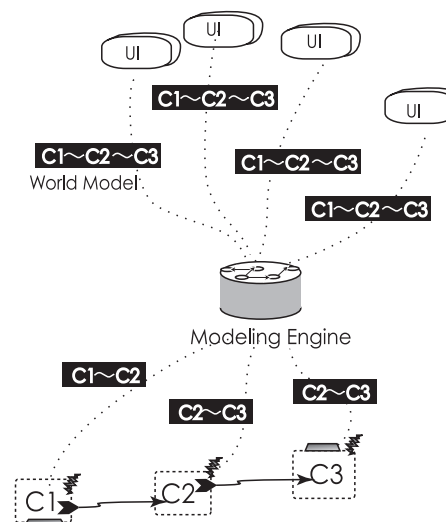 UI
UI
UI
UI
C1~C2~C3
C1~C2~C3
C1~C2~C3
World Model
C1~C2~C3
Modeling Engine
C1~C2
C2~C3
C2~C3
C1
C2
C3